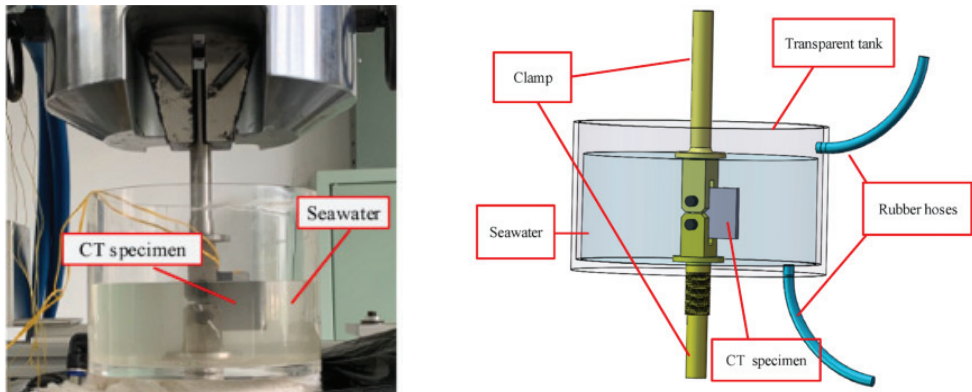 Seawater
CT specimen
Transparent tank
Clamp
Seawater
Rubber hoses
CT specimen